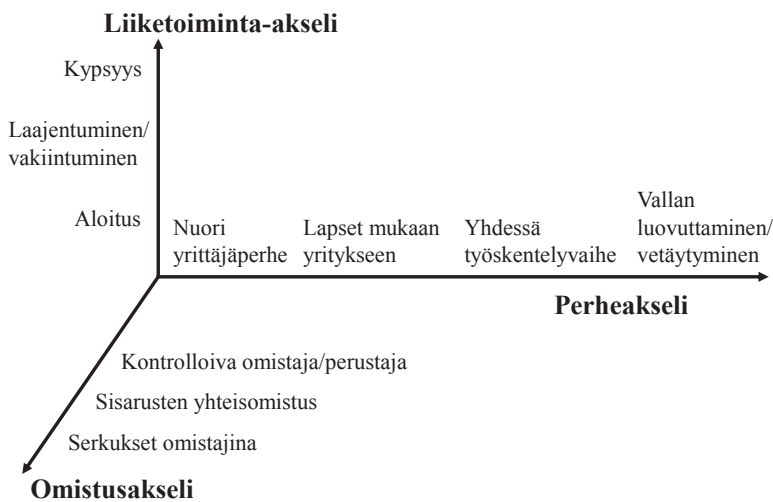 Liiketoiminta-akseli
Kypsyys
Laajentuminen/
vakiintuminen
Aloitus
Nuori
yrittäjäperhe
Lapset mukaan
yritykseen
Yhdessä
työskentelyvaihe
Vallan
luovuttaminen/
vetäytyminen
Perheakseli
Kontrolloiva omistaja/perustaja
Sisarusten yhteisomistus
Serkukset omistajina
Omistusakseli